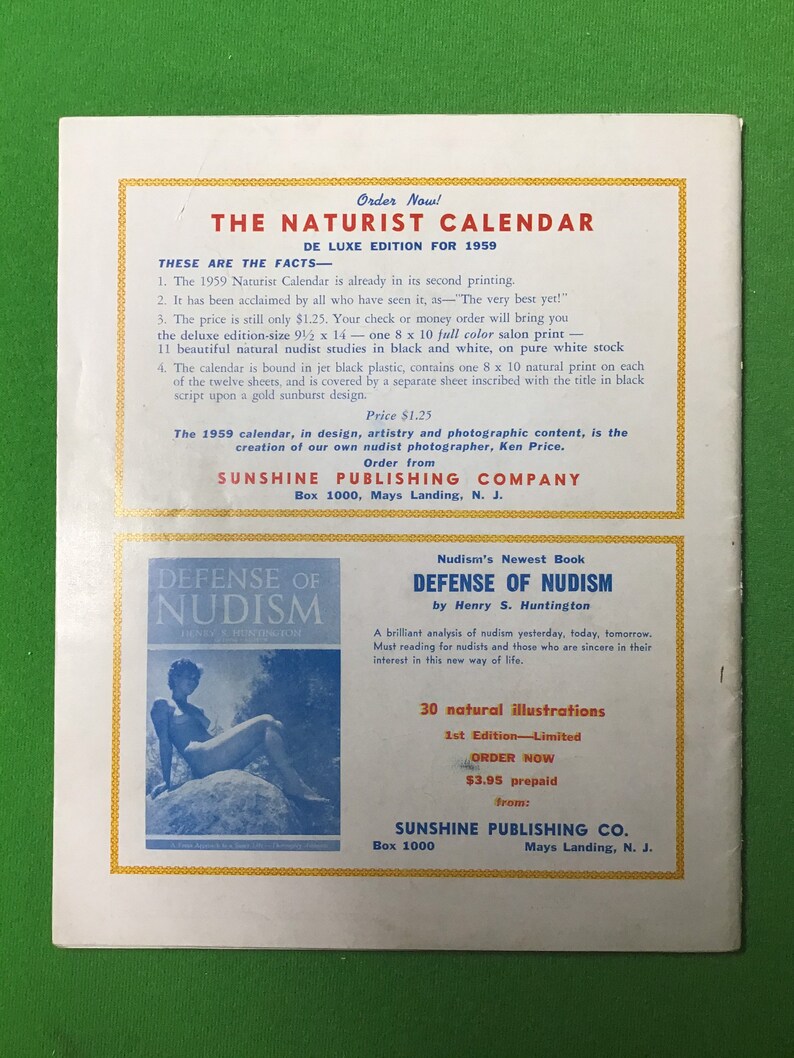 Order Now!
THE NATURIST CALENDAR
DE LUXE EDITION FOR 1959
THESE ARE THE FACTS—
1. The 1959 Naturist Calendar is already in its second printing.
2. It has been acclaimed by all who have seen it, as—"The very best yet!"
3. The price is still only $1.25. Your check or money order will bring you
the deluxe edition-size 9½ x 14 — one 8 x 10 full color salon print —
11 beautiful natural nudist studies in black and white, on pure white stock
4. The calendar is bound in jet black plastic, contains one 8 x 10 natural print on each
of the twelve sheets, and is covered by a separate sheet inscribed with the title in black
script upon a gold sunburst design.
Price $1.25
The 1959 calendar, in design, artistry and photographic content, is the
creation of our own nudist photographer, Ken Price.
Order from
SUNSHINE PUBLISHING COMPANY
Box 1000, Mays Landing, N. J.
DEFENSE OF
NUDISM
HENRY S. HUNTINGTON
Nudism's Newest Book
DEFENSE OF NUDISM
by Henry S. Huntington
A brilliant analysis of nudism yesterday, today, tomorrow.
Must reading for nudists and those who are sincere in their
interest in this new way of life.
30 natural illustrations
1st Edition—Limited
ORDER NOW
$3.95 prepaid
from:
SUNSHINE PUBLISHING CO.
Box 1000 Mays Landing, N. J.